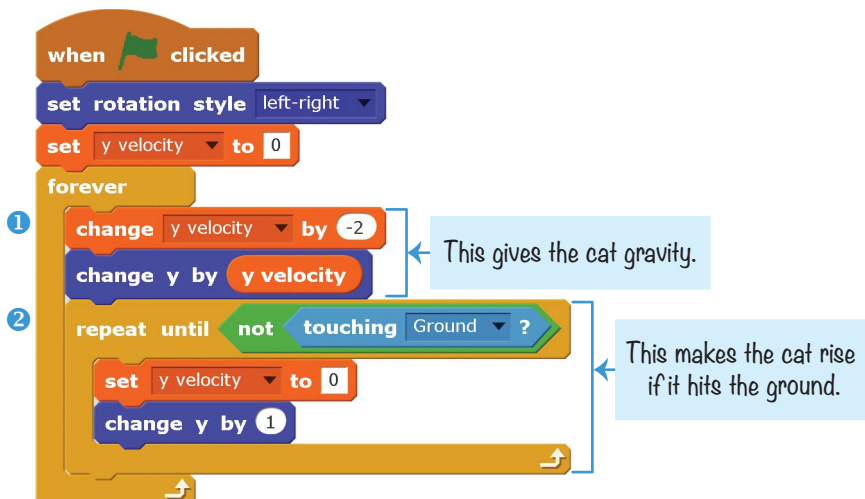 when clicked
set rotation style left-right
set y velocity to 0
forever
1 change y velocity by -2
change y by y velocity
This gives the cat gravity.
2 repeat until not touching Ground ?
set y velocity to 0
change y by 1
This makes the cat rise
if it hits the ground.